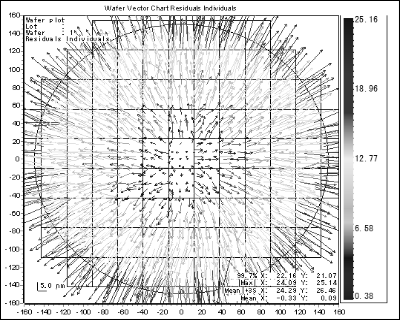 Wafer Vector Chart Residuals Individuals
Wafer plot
Lot :
Wafer :
Residuals Individuals
160
140
120
100
80
60
40
20
0
-20
-40
-60
-80
-100
-120
-140
-160
-160 -140 -120 -100 -80 -60 -40 -20 0 20 40 60 80 100 120 140 160
5.0 nm
99.7% X: 22.16 Y: 21.07
Max X: 24.09 Y: 25.14
Mean +3S X: 24.29 Y: 26.46
Mean X: -0.33 Y: 0.09
25.16
18.96
12.77
6.58
0.38